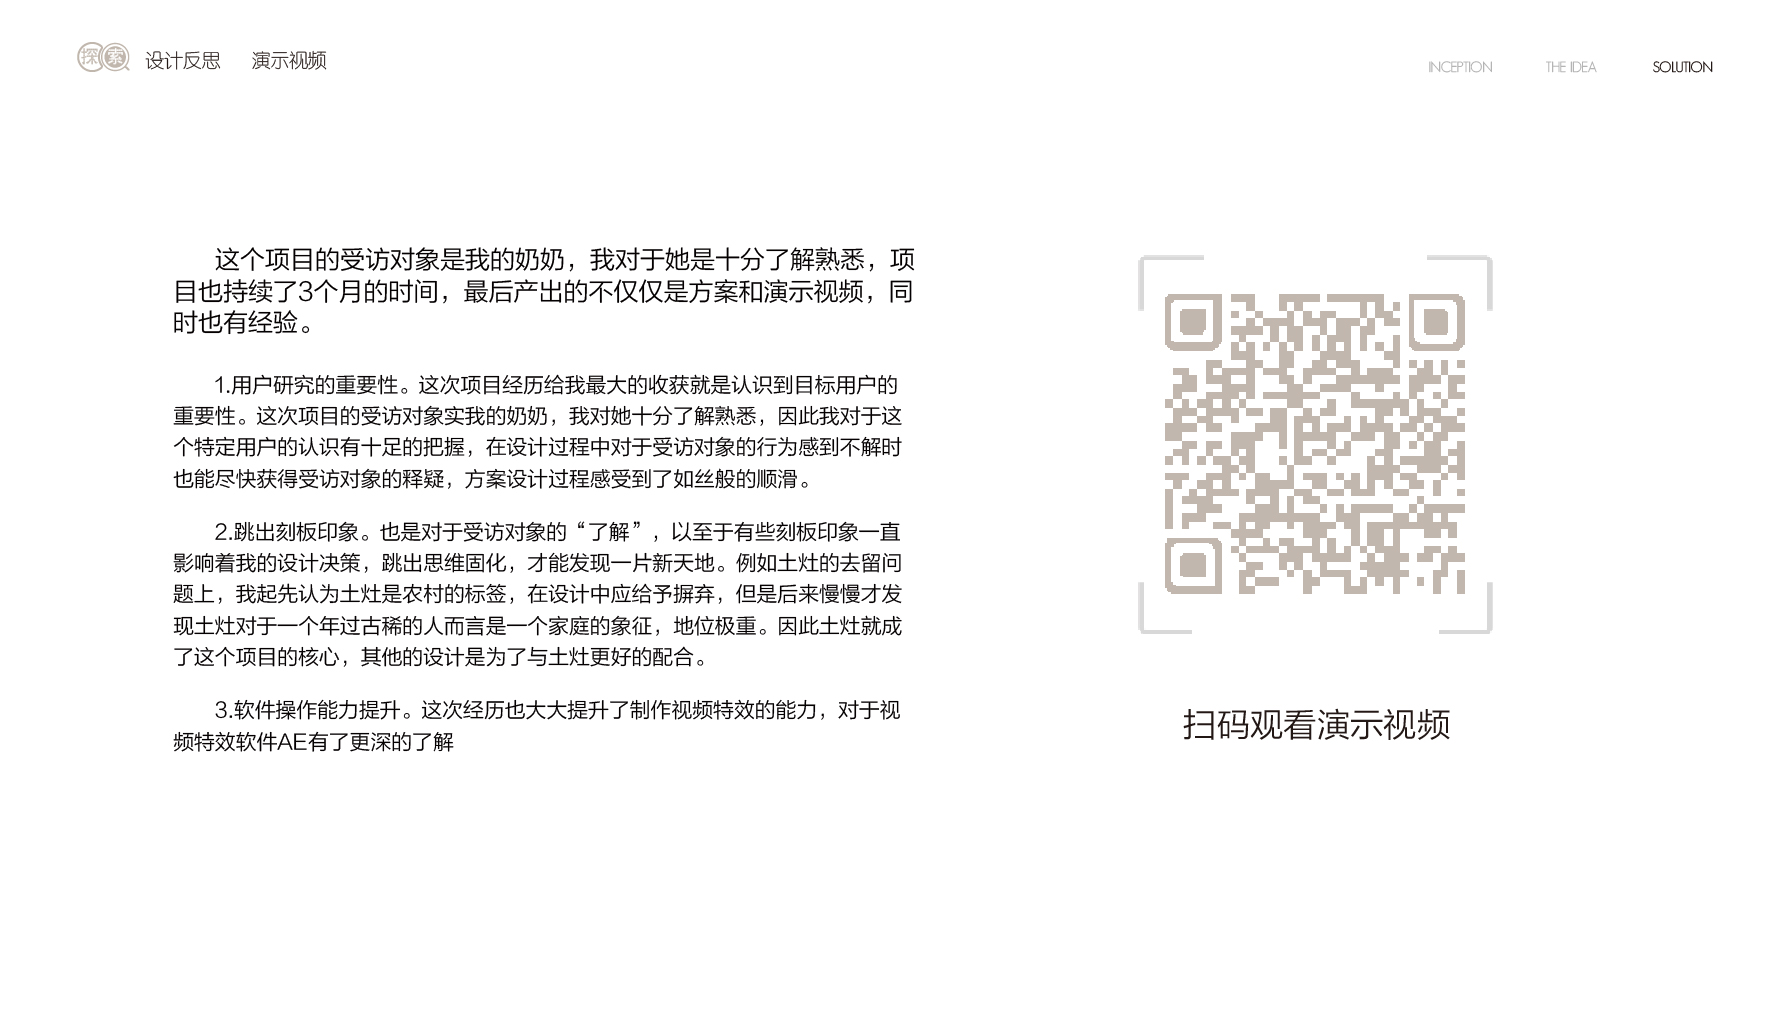 探索 设计反思 演示视频
INCEPTION THE IDEA SOLUTION
这个项目的受访对象是我的奶奶，我对于她是十分了解熟悉，项
目也持续了3个月的时间，最后产出的不仅仅是方案和演示视频，同
时也有经验。
1.用户研究的重要性。这次项目经历给我最大的收获就是认识到目标用户的
重要性。这次项目的受访对象实我的奶奶，我对她十分了解熟悉，因此我对于这
个特定用户的认识有十足的把握，在设计过程中对于受访对象的行为感到不解时
也能尽快获得受访对象的释疑，方案设计过程感受到了如丝般的顺滑。
2.跳出刻板印象。也是对于受访对象的“了解”，以至于有些刻板印象一直
影响着我的设计决策，跳出思维固化，才能发现一片新天地。例如土灶的去留问
题上，我起先认为土灶是农村的标签，在设计中应给予摒弃，但是后来慢慢才发
现土灶对于一个年过古稀的人而言是一个家庭的象征，地位极重。因此土灶就成
了这个项目的核心，其他的设计是为了与土灶更好的配合。
3.软件操作能力提升。这次经历也大大提升了制作视频特效的能力，对于视
频特效软件AE有了更深的了解
扫码观看演示视频